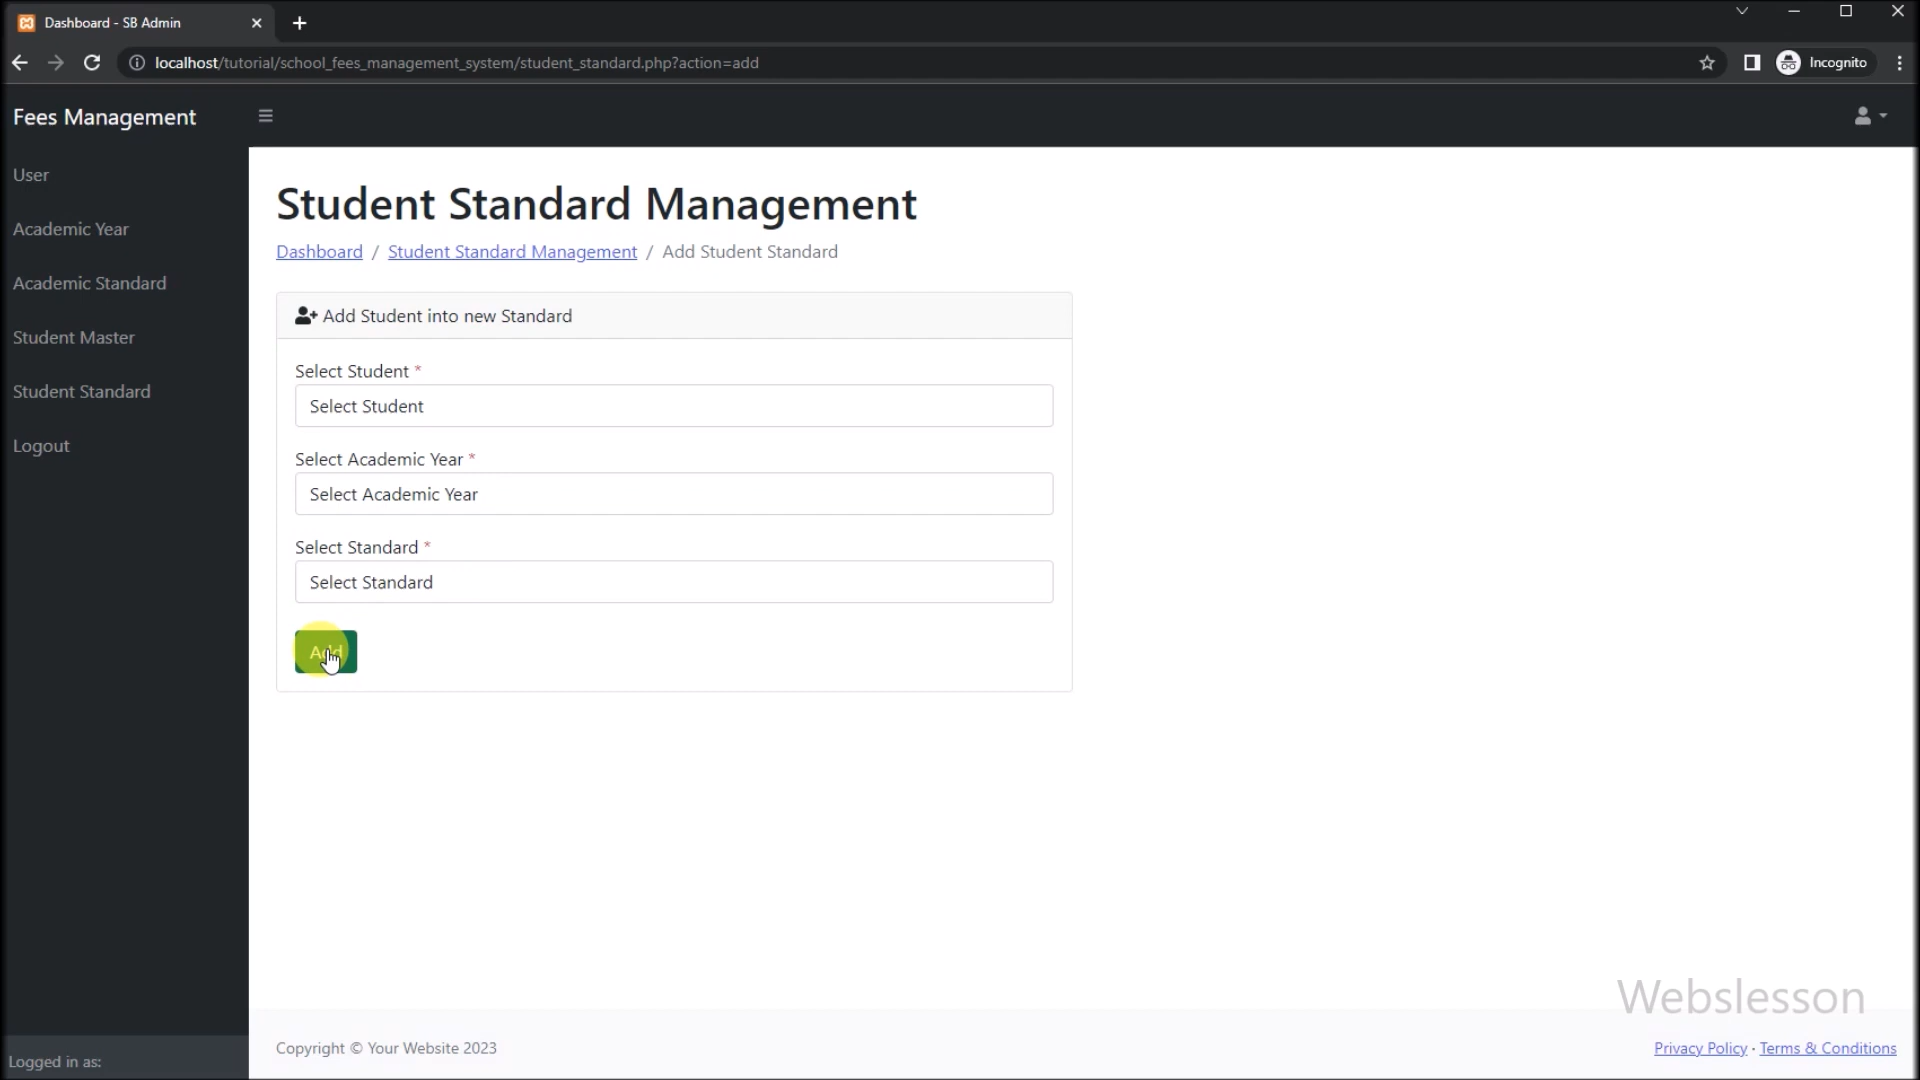 Dashboard - SB Admin
localhost/tutorial/school_fees_management_system/student_standard.php?action=add
Incognito
Fees Management
User
Academic Year
Academic Standard
Student Master
Student Standard
Logout
Logged in as:
Student Standard Management
Dashboard / Student Standard Management / Add Student Standard
Add Student into new Standard
Select Student *
Select Student
Select Academic Year *
Select Academic Year
Select Standard *
Select Standard
Add
Webslesson
Copyright © Your Website 2023
Privacy Policy · Terms & Conditions